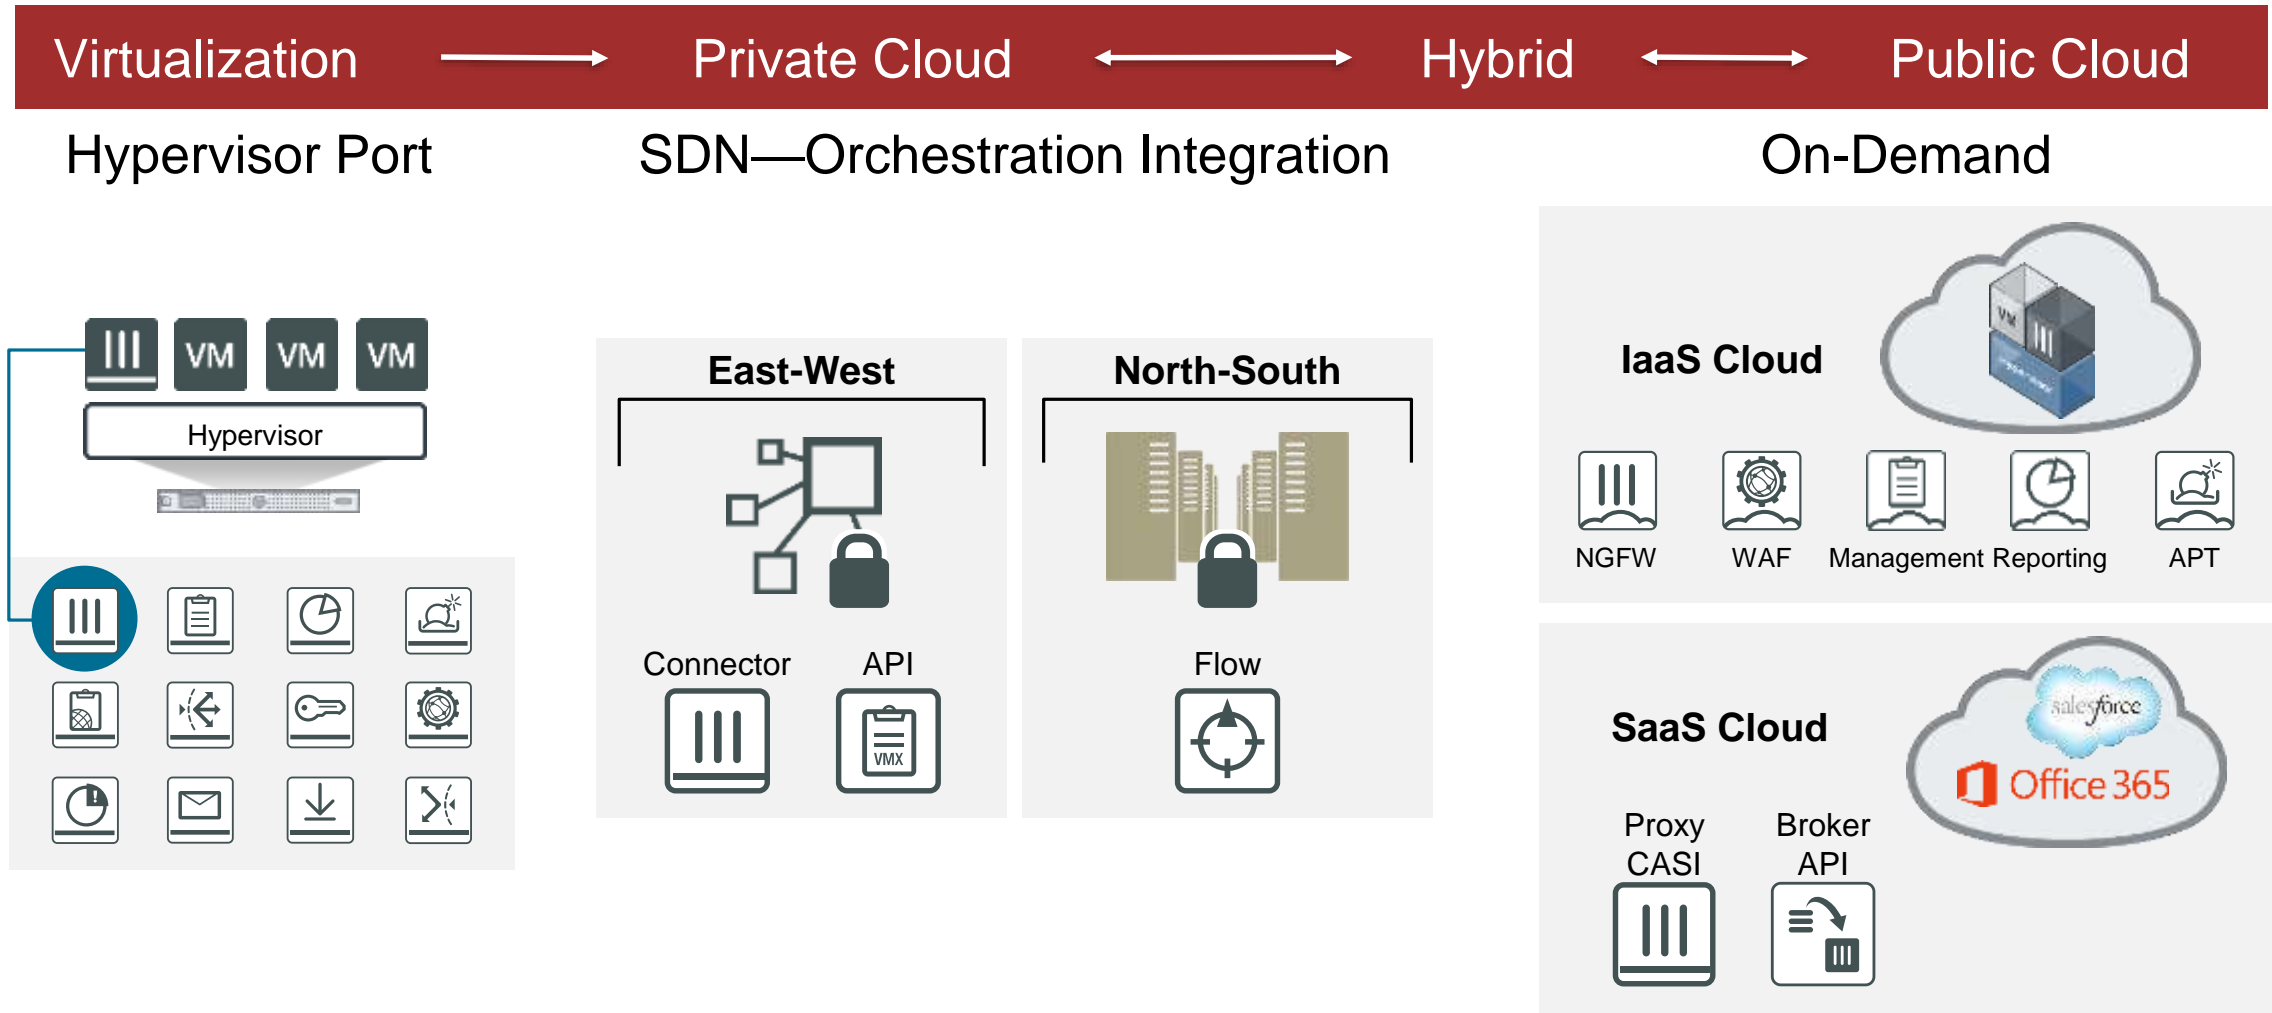 Virtualization
Private Cloud
Hybrid
Public Cloud
Hypervisor Port
SDN—Orchestration Integration
On-Demand
VM
VM
VM
Hypervisor
East-West
Connector
API
VMX
North-South
Flow
IaaS Cloud
VM
NGFW
WAF
Management
Reporting
APT
SaaS Cloud
salesforce
Office 365
Proxy
CASI
Broker
API